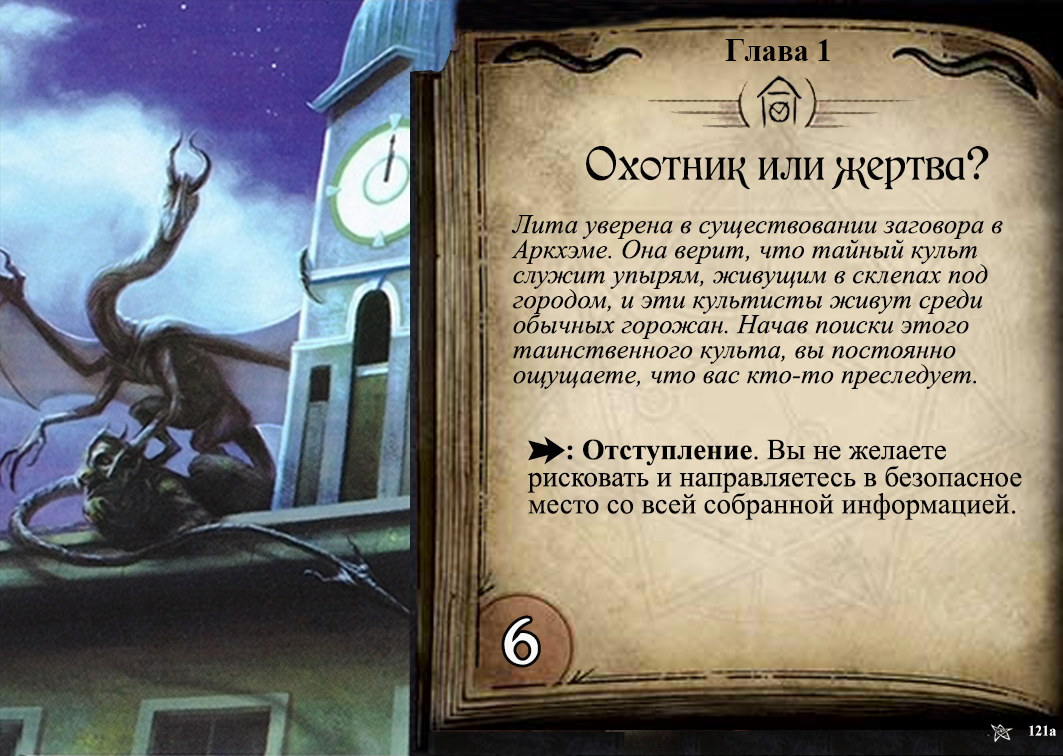 Глава 1
Охотник или жертва?
Лита уверена в существовании заговора в
Аркхэме. Она верит, что тайный культ
служит упырям, живущим в склепах под
городом, и эти культисты живут среди
обычных горожан. Начав поиски этого
таинственного культа, вы постоянно
ощущаете, что вас кто-то преследует.
: Отступление. Вы не желаете
рисковать и направляетесь в безопасное
место со всей собранной информацией.
6
121a